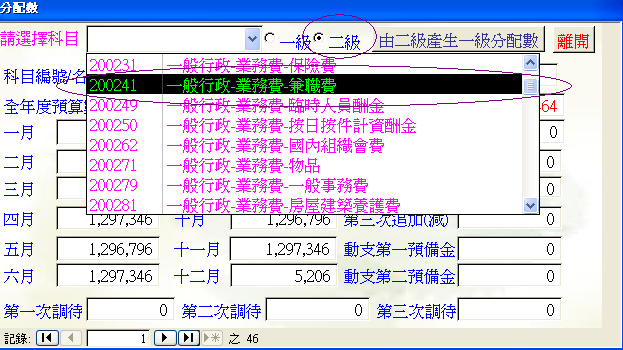 分配數
請選擇科目 一級 二級 由二級產生一級分配數 離開
科目編號/名
200231 一般行政-業務費-保險費
200241 一般行政-業務費-兼職費
200249 一般行政-業務費-臨時人員酬金
200250 一般行政-業務費-按日按件計資酬金
200262 一般行政-業務費-國內組織會費
200271 一般行政-業務費-物品
200279 一般行政-業務費-一般事務費
200281 一般行政-業務費-房屋建築養護費
全年度預算 64
一月 0
二月 0
三月 0
四月 1,297,346 十月 1,296,796 第三次追加(減) 0
五月 1,296,796 十一月 1,297,346 動支第一預備金 0
六月 1,297,346 十二月 5,206 動支第二預備金 0
第一次調待 0 第二次調待 0 第三次調待 0
記錄: 1 之 46